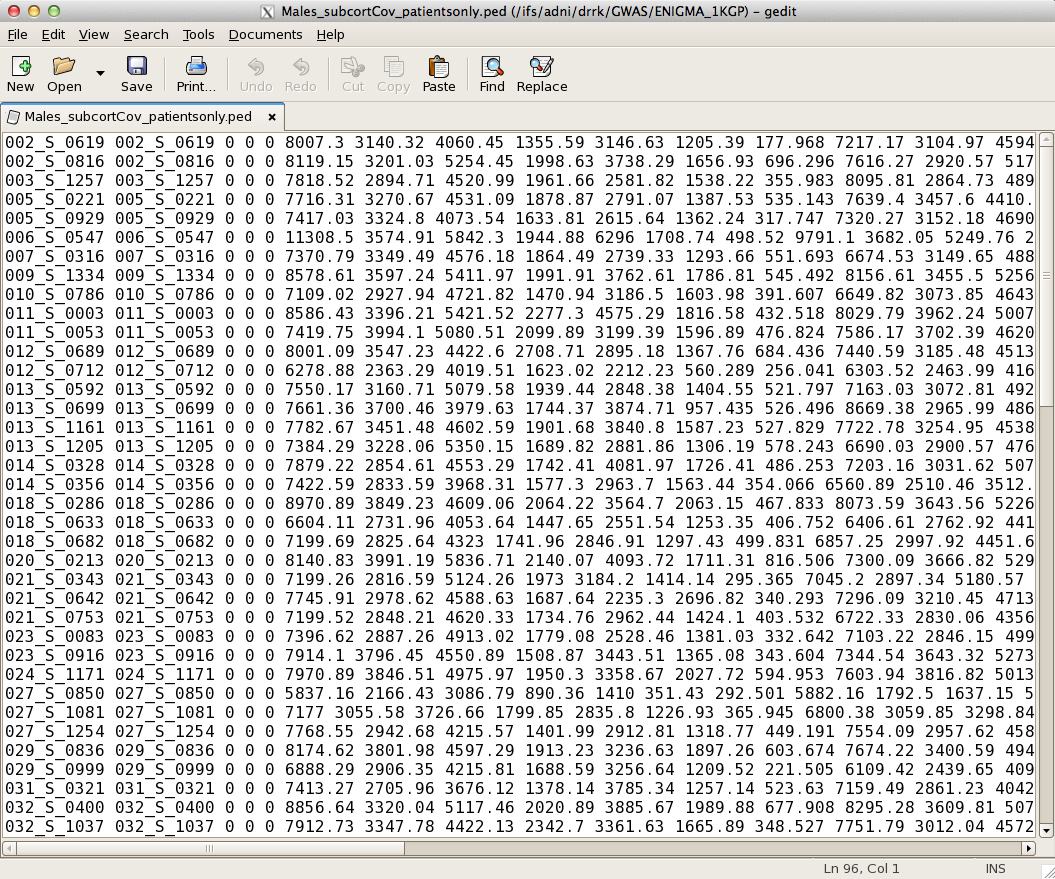 Males_subcortCov_patientsonly.ped (/ifs/adni/drrk/GWAS/ENIGMA_1KGP) – gedit
File Edit View Search Tools Documents Help
New Open Save Print... Undo Redo Cut Copy Paste Find Replace
Males_subcortCov_patientsonly.ped
002_S_0619 002_S_0619 0 0 0 8007.3 3140.32 4060.45 1355.59 3146.63 1205.39 177.968 7217.17 3104.97 4594
002_S_0816 002_S_0816 0 0 0 8119.15 3201.03 5254.45 1998.63 3738.29 1656.93 696.296 7616.27 2920.57 517
003_S_1257 003_S_1257 0 0 0 7818.52 2894.71 4520.99 1961.66 2581.82 1538.22 355.983 8095.81 2864.73 489
005_S_0221 005_S_0221 0 0 0 7716.31 3270.67 4531.09 1878.87 2791.07 1387.53 535.143 7639.4 3457.6 4410.
005_S_0929 005_S_0929 0 0 0 7417.03 3324.8 4073.54 1633.81 2615.64 1362.24 317.747 7320.27 3152.18 4690
006_S_0547 006_S_0547 0 0 0 11308.5 3574.91 5842.3 1944.88 6296 1708.74 498.52 9791.1 3682.05 5249.76 2
007_S_0316 007_S_0316 0 0 0 7370.79 3349.49 4576.18 1864.49 2739.33 1293.66 551.693 6674.53 3149.65 488
009_S_1334 009_S_1334 0 0 0 8578.61 3597.24 5411.97 1991.91 3762.61 1786.81 545.492 8156.61 3455.5 5256
010_S_0786 010_S_0786 0 0 0 7109.02 2927.94 4721.82 1470.94 3186.5 1603.98 391.607 6649.82 3073.85 4643
011_S_0003 011_S_0003 0 0 0 8586.43 3396.21 5421.52 2277.3 4575.29 1816.58 432.518 8029.79 3962.24 5007
011_S_0053 011_S_0053 0 0 0 7419.75 3994.1 5080.51 2099.89 3199.39 1596.89 476.824 7586.17 3702.39 4620
012_S_0689 012_S_0689 0 0 0 8001.09 3547.23 4422.6 2708.71 2895.18 1367.76 684.436 7440.59 3185.48 4513
012_S_0712 012_S_0712 0 0 0 6278.88 2363.29 4019.51 1623.02 2212.23 560.289 256.041 6303.52 2463.99 416
013_S_0592 013_S_0592 0 0 0 7550.17 3160.71 5079.58 1939.44 2848.38 1404.55 521.797 7163.03 3072.81 492
013_S_0699 013_S_0699 0 0 0 7661.36 3700.46 3979.63 1744.37 3874.71 957.435 526.496 8669.38 2965.99 486
013_S_1161 013_S_1161 0 0 0 7782.67 3451.48 4602.59 1901.68 3840.8 1587.23 527.829 7722.78 3254.95 4538
013_S_1205 013_S_1205 0 0 0 7384.29 3228.06 5350.15 1689.82 2881.86 1306.19 578.243 6690.03 2900.57 476
014_S_0328 014_S_0328 0 0 0 7879.22 2854.61 4553.29 1742.41 4081.97 1726.41 486.253 7203.16 3031.62 507
014_S_0356 014_S_0356 0 0 0 7422.59 2833.59 3968.31 1577.3 2963.7 1563.44 354.066 6560.89 2510.46 3512.
018_S_0286 018_S_0286 0 0 0 8970.89 3849.23 4609.06 2064.22 3564.7 2063.15 467.833 8073.59 3643.56 5226
018_S_0633 018_S_0633 0 0 0 6604.11 2731.96 4053.64 1447.65 2551.54 1253.35 406.752 6406.61 2762.92 441
018_S_0682 018_S_0682 0 0 0 7199.69 2825.64 4323 1741.96 2846.91 1297.43 499.831 6857.25 2997.92 4451.6
020_S_0213 020_S_0213 0 0 0 8140.83 3991.19 5836.71 2140.07 4093.72 1711.31 816.506 7300.09 3666.82 529
021_S_0343 021_S_0343 0 0 0 7199.26 2816.59 5124.26 1973 3184.2 1414.14 295.365 7045.2 2897.34 5180.57
021_S_0642 021_S_0642 0 0 0 7745.91 2978.62 4588.63 1687.64 2235.3 2696.82 340.293 7296.09 3210.45 4713
021_S_0753 021_S_0753 0 0 0 7199.52 2848.21 4620.33 1734.76 2962.44 1424.1 403.532 6722.33 2830.06 4356
023_S_0083 023_S_0083 0 0 0 7396.62 2887.26 4913.02 1779.08 2528.46 1381.03 332.642 7103.22 2846.15 499
023_S_0916 023_S_0916 0 0 0 7914.1 3796.45 4550.89 1508.87 3443.51 1365.08 343.604 7344.54 3643.32 5273
024_S_1171 024_S_1171 0 0 0 7970.89 3846.51 4975.97 1950.3 3358.67 2027.72 594.953 7603.94 3816.82 5013
027_S_0850 027_S_0850 0 0 0 5837.16 2166.43 3086.79 890.36 1410 351.43 292.501 5882.16 1792.5 1637.15 5
027_S_1081 027_S_1081 0 0 0 7177 3055.58 3726.66 1799.85 2835.8 1226.93 365.945 6800.38 3059.85 3298.84
027_S_1254 027_S_1254 0 0 0 7768.55 2942.68 4215.57 1401.99 2912.81 1318.77 449.191 7554.09 2957.62 458
029_S_0836 029_S_0836 0 0 0 8174.62 3801.98 4597.29 1913.23 3236.63 1897.26 603.674 7674.22 3400.59 494
029_S_0999 029_S_0999 0 0 0 6888.29 2906.35 4215.81 1688.59 3256.64 1209.52 221.505 6109.42 2439.65 409
031_S_0321 031_S_0321 0 0 0 7413.27 2705.96 3676.12 1378.14 3785.34 1257.14 523.63 7159.49 2861.23 4042
032_S_0400 032_S_0400 0 0 0 8856.64 3320.04 5117.46 2020.89 3885.67 1989.88 677.908 8295.28 3609.81 507
032_S_1037 032_S_1037 0 0 0 7912.73 3347.78 4422.13 2342.7 3361.63 1665.89 348.527 7751.79 3012.04 4572
Ln 96, Col 1 INS